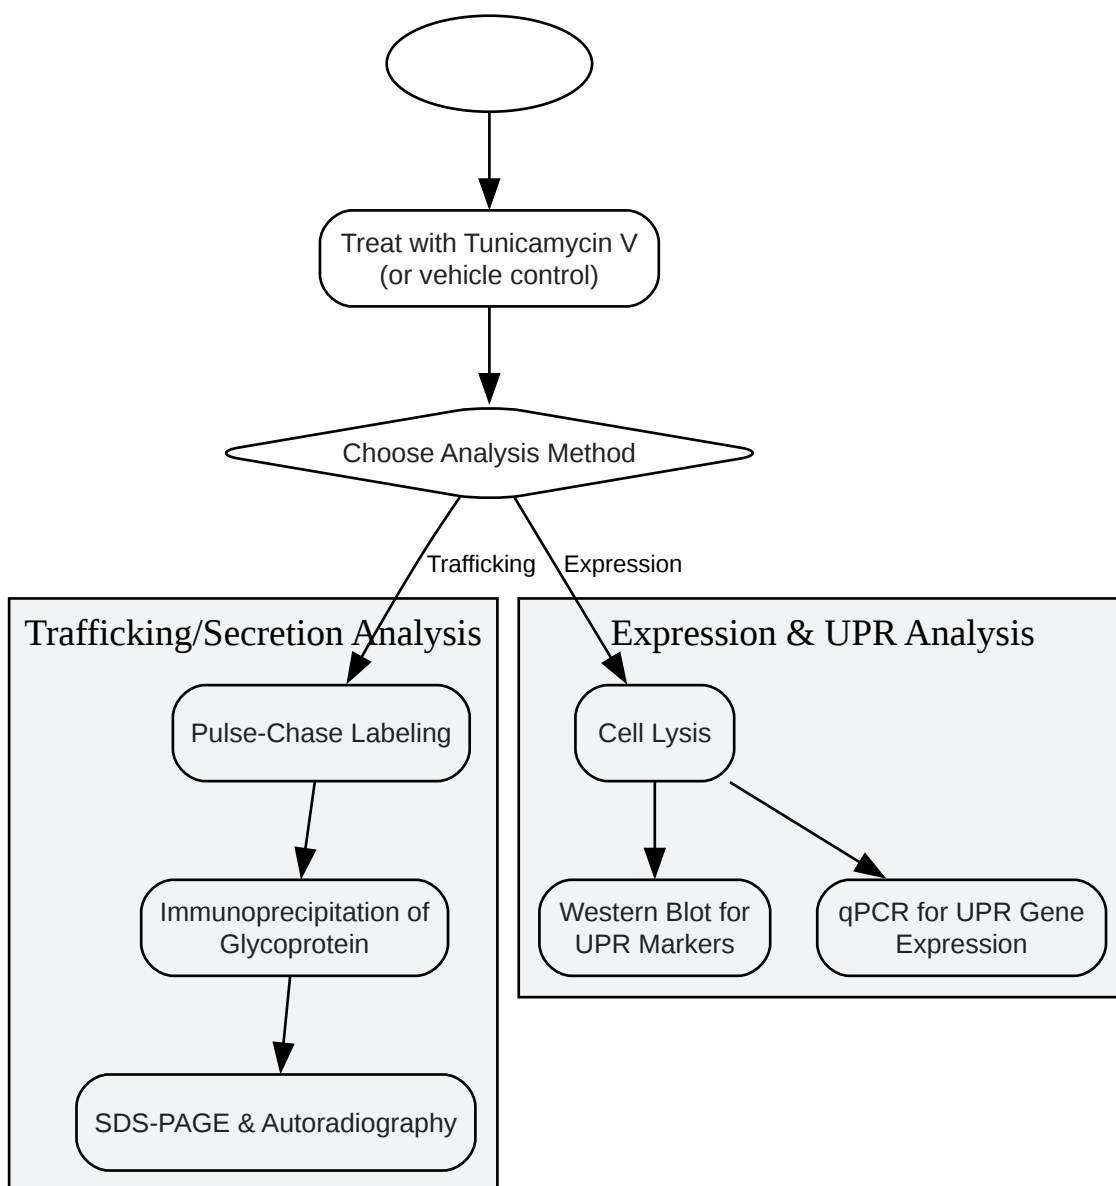 Treat with Tunicamycin V
(or vehicle control)
Choose Analysis Method
Trafficking
Expression
Trafficking/Secretion Analysis
Pulse-Chase Labeling
Immunoprecipitation of
Glycoprotein
SDS-PAGE & Autoradiography
Expression & UPR Analysis
Cell Lysis
Western Blot for
UPR Markers
qPCR for UPR Gene
Expression